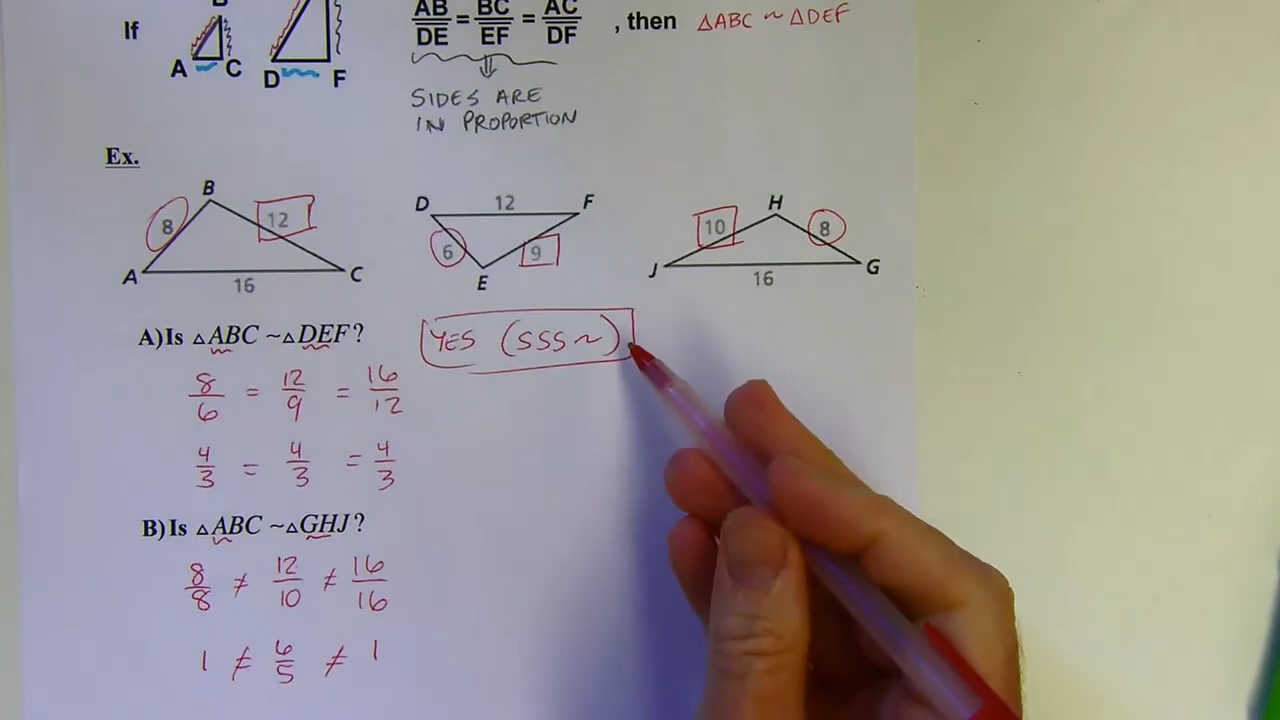 B
If A C D F AB/DE = BC/EF = AC/DF , then △ABC ~ △DEF
SIDES ARE
IN PROPORTION
Ex.
B D 12 F H
8 12 6 9 10 8
A 16 C E J 16 G
A) Is △ABC ~ △DEF? YES (SSS ~)
8/6 = 12/9 = 16/12
4/3 = 4/3 = 4/3
B) Is △ABC ~ △GHJ?
8/8 ≠ 12/10 ≠ 16/16
1 ≠ 6/5 ≠ 1